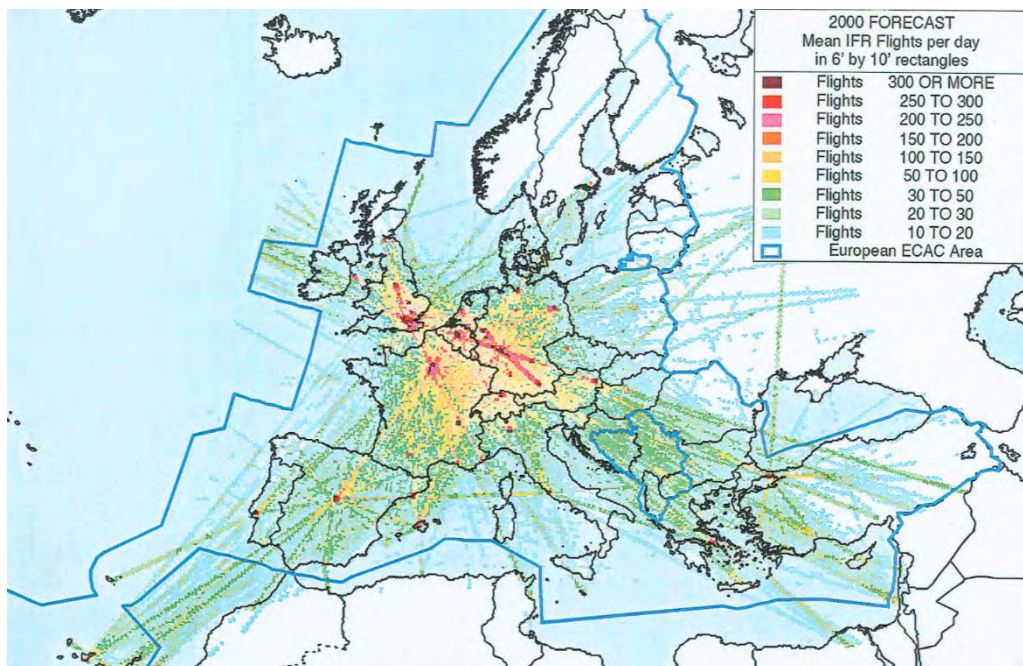 2000 FORECAST
Mean IFR Flights per day
in 6' by 10' rectangles
Flights 300 OR MORE
Flights 250 TO 300
Flights 200 TO 250
Flights 150 TO 200
Flights 100 TO 150
Flights 50 TO 100
Flights 30 TO 50
Flights 20 TO 30
Flights 10 TO 20
European ECAC Area